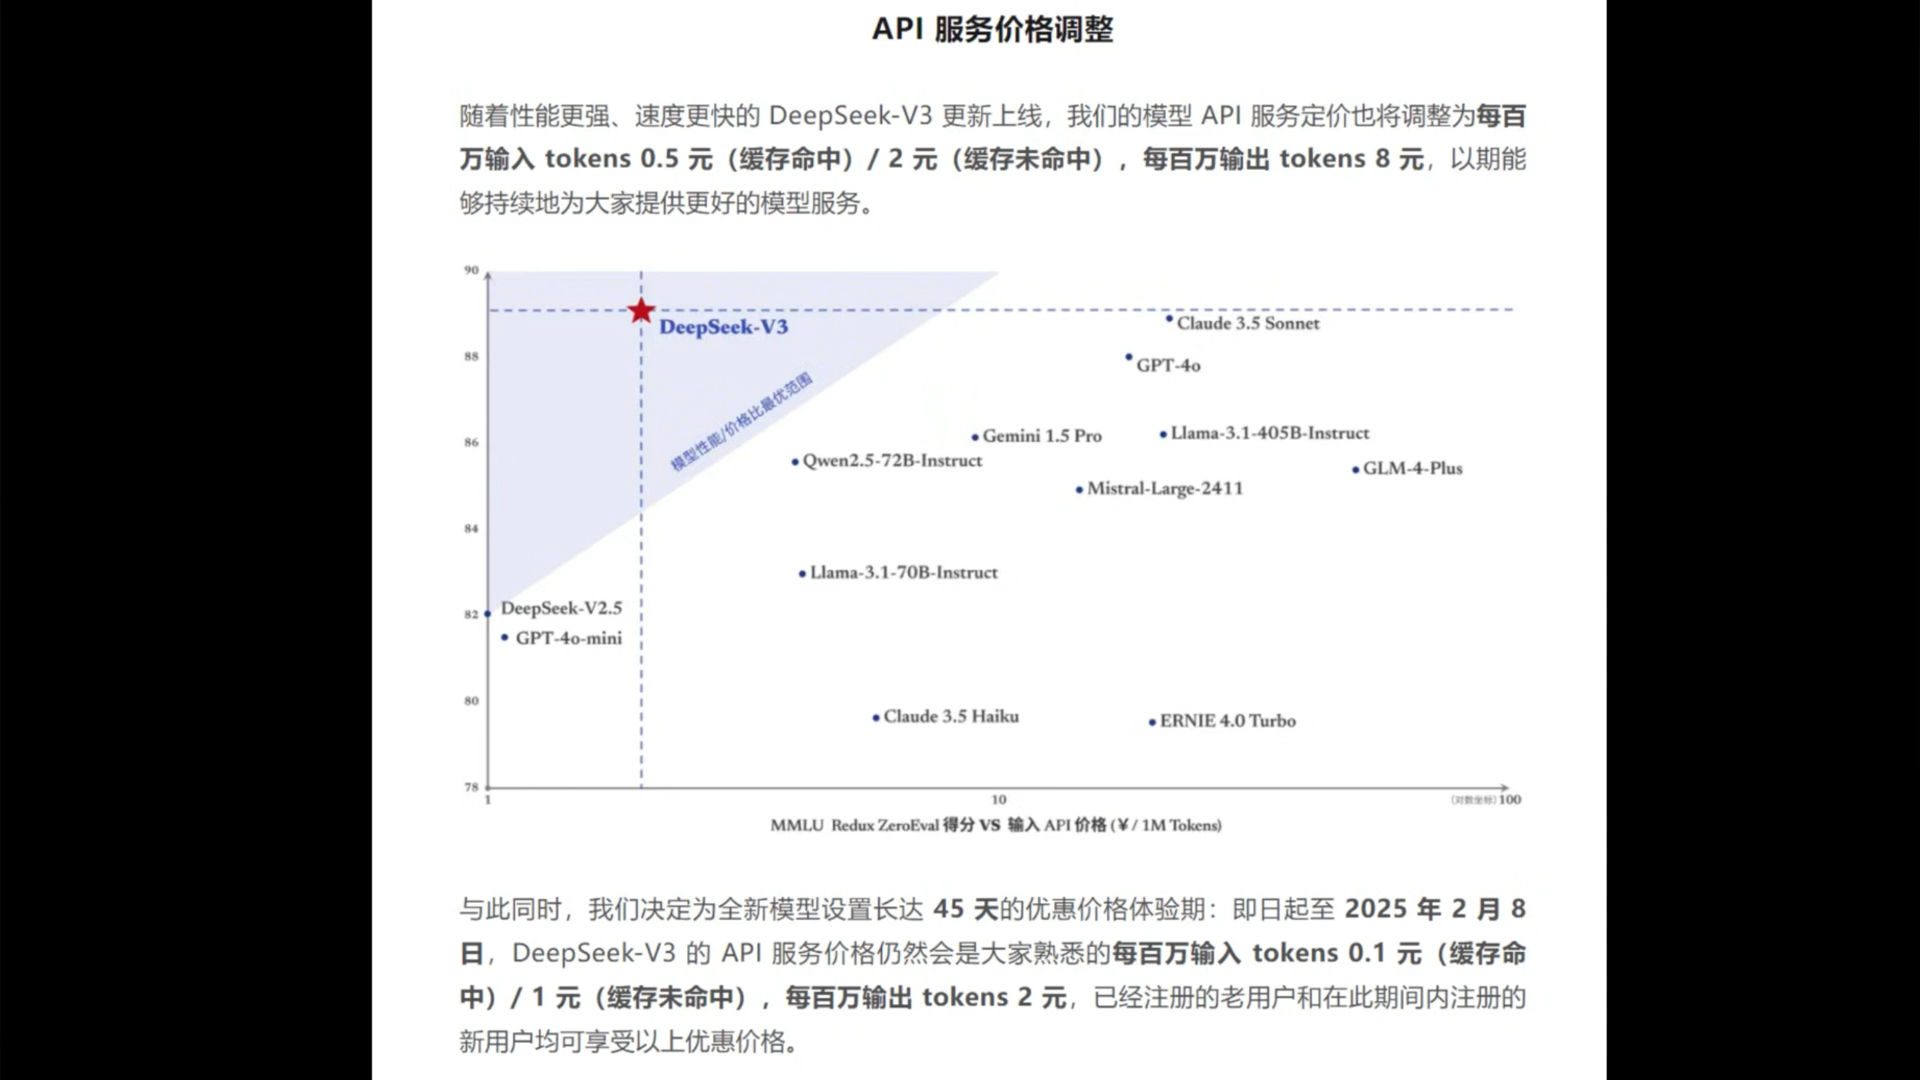 API 服务价格调整
随着性能更强、速度更快的 DeepSeek-V3 更新上线，我们的模型 API 服务定价也将调整为每百
万输入 tokens 0.5 元（缓存命中）/ 2 元（缓存未命中），每百万输出 tokens 8 元，以期能
够持续地为大家提供更好的模型服务。
90
DeepSeek-V3
Claude 3.5 Sonnet
88
GPT-4o
模型性能/价格比最优范围
86
Gemini 1.5 Pro
Llama-3.1-405B-Instruct
Qwen2.5-72B-Instruct
GLM-4-Plus
Mistral-Large-2411
84
Llama-3.1-70B-Instruct
82
DeepSeek-V2.5
GPT-4o-mini
80
Claude 3.5 Haiku
ERNIE 4.0 Turbo
78
1
10
(对数坐标) 100
MMLU Redux ZeroEval 得分 VS 输入 API 价格 (¥/ 1M Tokens)
与此同时，我们决定为全新模型设置长达 45 天的优惠价格体验期：即日起至 2025 年 2 月 8
日，DeepSeek-V3 的 API 服务价格仍然会是大家熟悉的每百万输入 tokens 0.1 元（缓存命
中）/ 1 元（缓存未命中），每百万输出 tokens 2 元，已经注册的老用户和在此期间内注册的
新用户均可享受以上优惠价格。